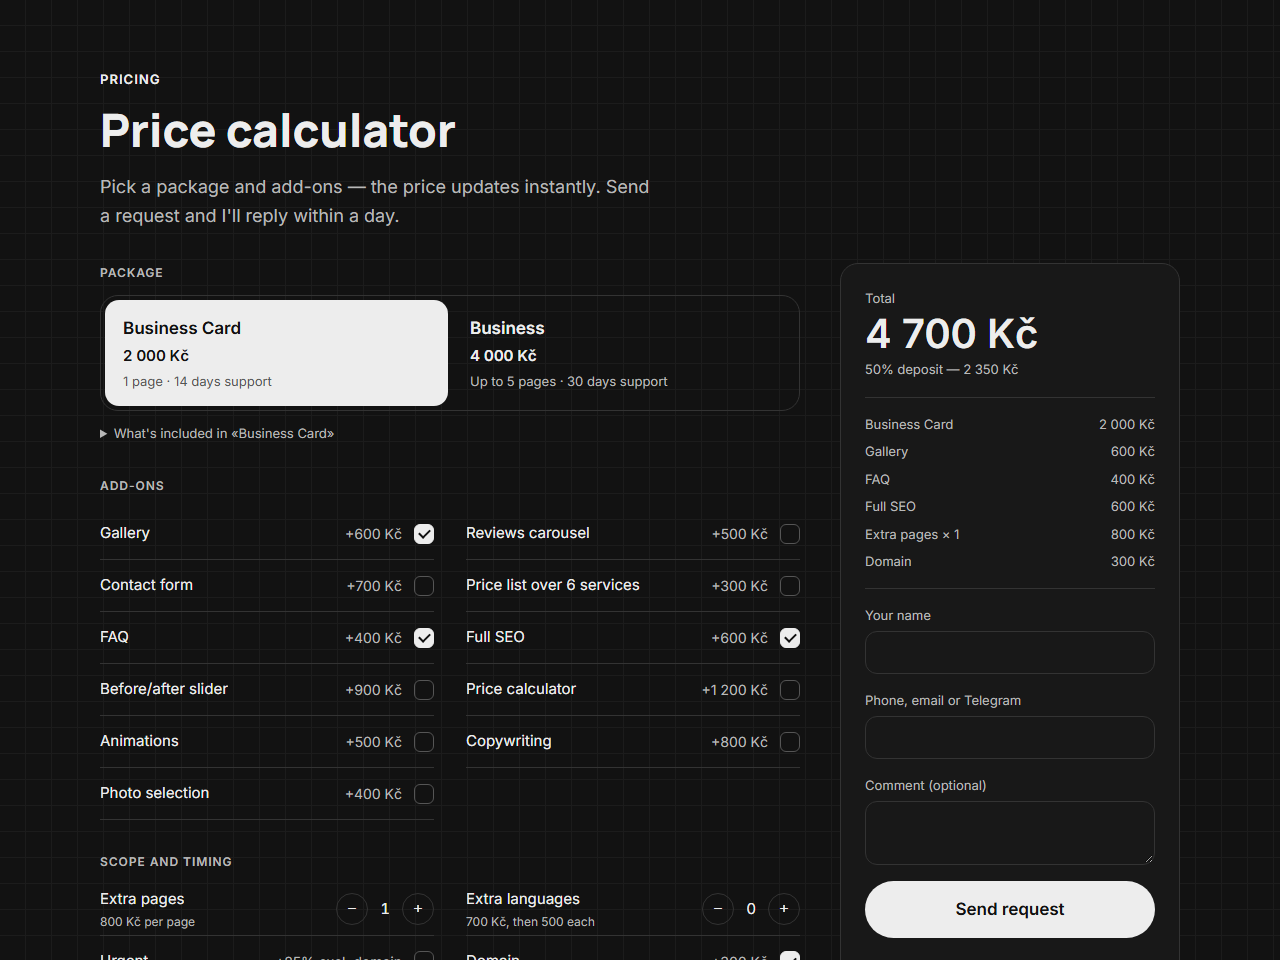 PRICING
Price calculator
Pick a package and add-ons — the price updates instantly. Send
a request and I'll reply within a day.
PACKAGE
Business Card
2 000 Kč
1 page · 14 days support
Business
4 000 Kč
Up to 5 pages · 30 days support
What's included in «Business Card»
ADD-ONS
Gallery +600 Kč
Reviews carousel +500 Kč
Contact form +700 Kč
Price list over 6 services +300 Kč
FAQ +400 Kč
Full SEO +600 Kč
Before/after slider +900 Kč
Price calculator +1 200 Kč
Animations +500 Kč
Copywriting +800 Kč
Photo selection +400 Kč
SCOPE AND TIMING
Extra pages
800 Kč per page
− 1 +
Extra languages
700 Kč, then 500 each
− 0 +
Urgent
Domain
Total
4 700 Kč
50% deposit — 2 350 Kč
Business Card 2 000 Kč
Gallery 600 Kč
FAQ 400 Kč
Full SEO 600 Kč
Extra pages × 1 800 Kč
Domain 300 Kč
Your name
Phone, email or Telegram
Comment (optional)
Send request